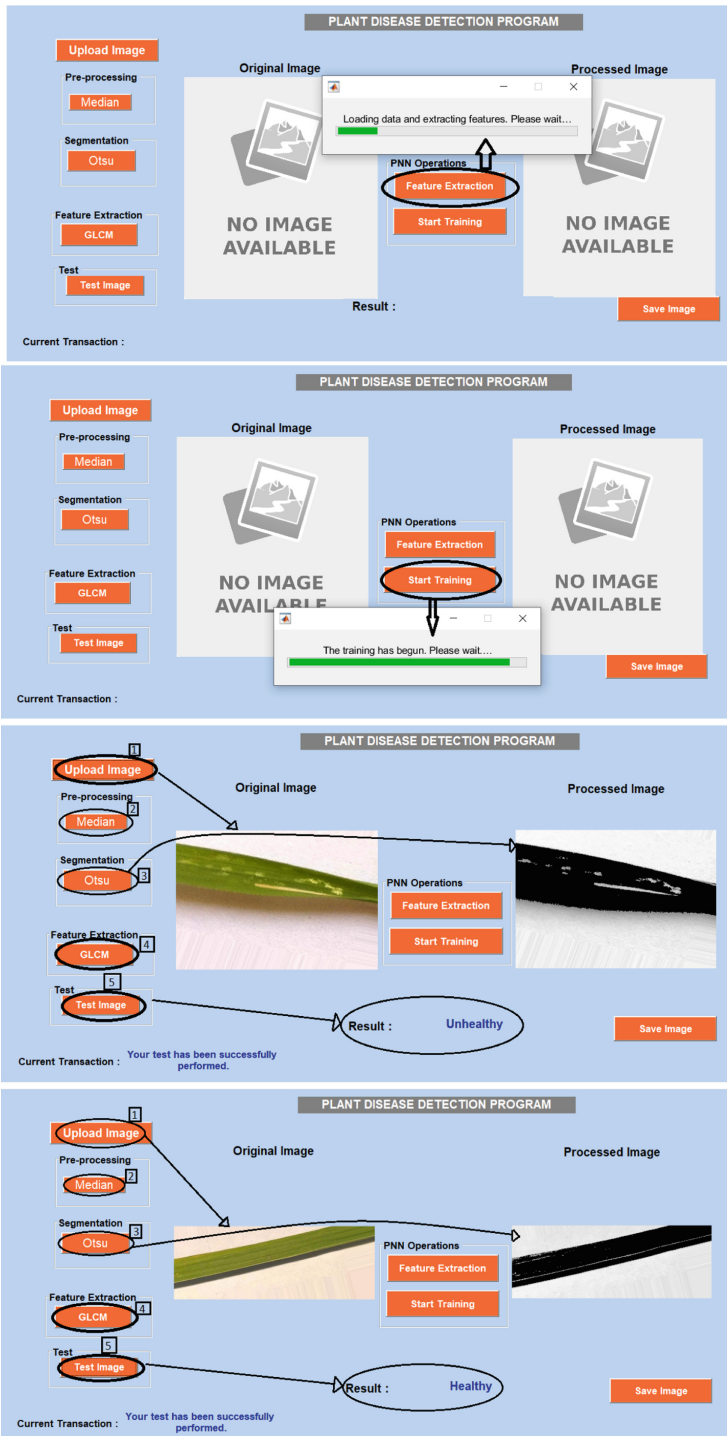 PLANT DISEASE DETECTION PROGRAM
Upload Image
Original Image
Processed Image
Pre-processing
Median
Loading data and extracting features. Please wait...
Segmentation
Otsu
PNN Operations
Feature Extraction
Start Training
NO IMAGE
AVAILABLE
NO IMAGE
AVAILABLE
Feature Extraction
GLCM
Test
Test Image
Result :
Save Image
Current Transaction :
PLANT DISEASE DETECTION PROGRAM
Upload Image
Original Image
Processed Image
Pre-processing
Median
Segmentation
Otsu
PNN Operations
Feature Extraction
Start Training
NO IMAGE
AVAILABLE
NO IMAGE
AVAILABLE
Feature Extraction
GLCM
Test
Test Image
The training has begun. Please wait....
Save Image
Current Transaction :
PLANT DISEASE DETECTION PROGRAM
1
Upload Image
Original Image
Processed Image
Pre-processing
2
Median
Segmentation
Otsu
3
PNN Operations
Feature Extraction
Start Training
Feature Extraction
4
GLCM
5
Test
Test Image
Result :
Unhealthy
Save Image
Current Transaction :
Your test has been successfully
performed.
PLANT DISEASE DETECTION PROGRAM
1
Upload Image
Original Image
Processed Image
Pre-processing
2
Median
Segmentation
3
Otsu
PNN Operations
Feature Extraction
Start Training
Feature Extraction
4
GLCM
5
Test
Test Image
Result :
Healthy
Save Image
Current Transaction :
Your test has been successfully
performed.